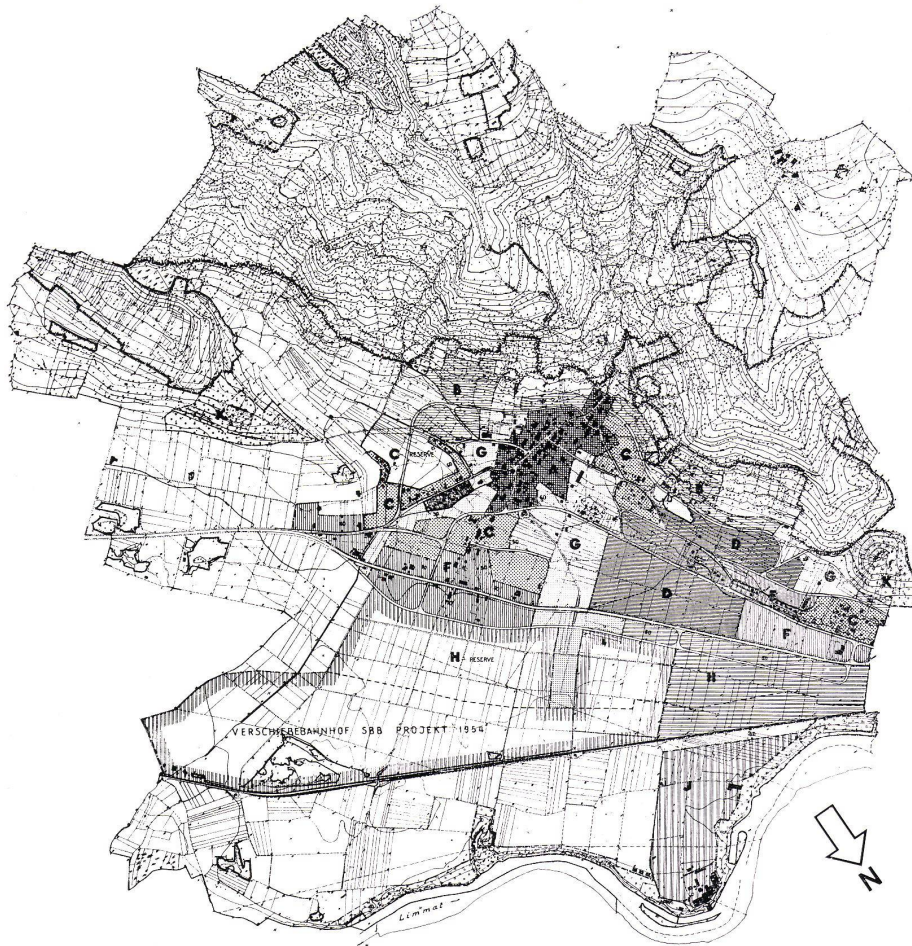 B
K
C
RESERVE
G
A
C
E
C
C
G
D
G
K
F
D
E
C
F
J
H = RESERVE
H
VERSCHIEBEBAHNHOF SBB PROJEKT 1954
J
N
Limmat